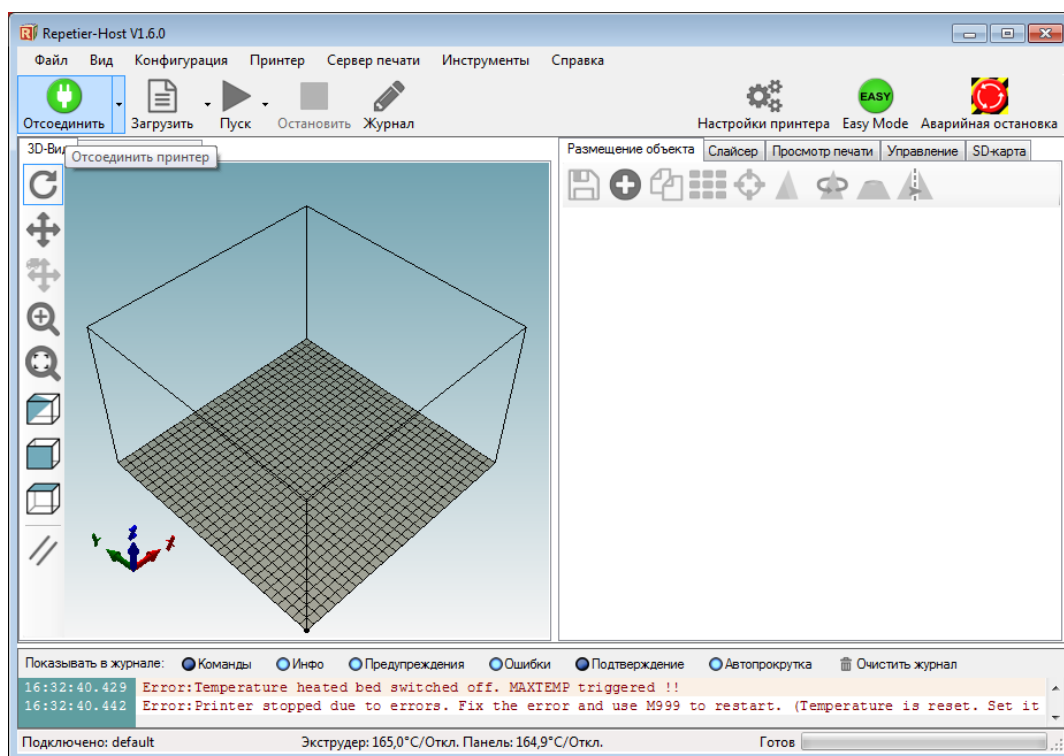 Repetier-Host V1.6.0
Файл Вид Конфигурация Принтер Сервер печати Инструменты Справка
EASY
Отсоединить Загрузить Пуск Остановить Журнал Настройки принтера Easy Mode Аварийная остановка
3D-Вид Размещение объекта Слайсер Просмотр печати Управление SD-карта
Отсоединить принтер
Y Z X
Показывать в журнале: Команды Инфо Предупреждения Ошибки Подтверждение Автопрокрутка Очистить журнал
16:32:40.429 Error:Temperature heated bed switched off. MAXTEMP triggered !!
16:32:40.442 Error:Printer stopped due to errors. Fix the error and use M999 to restart. (Temperature is reset. Set it
Подключено: default Экструдер: 165,0°C/Откл. Панель: 164,9°C/Откл. Готов